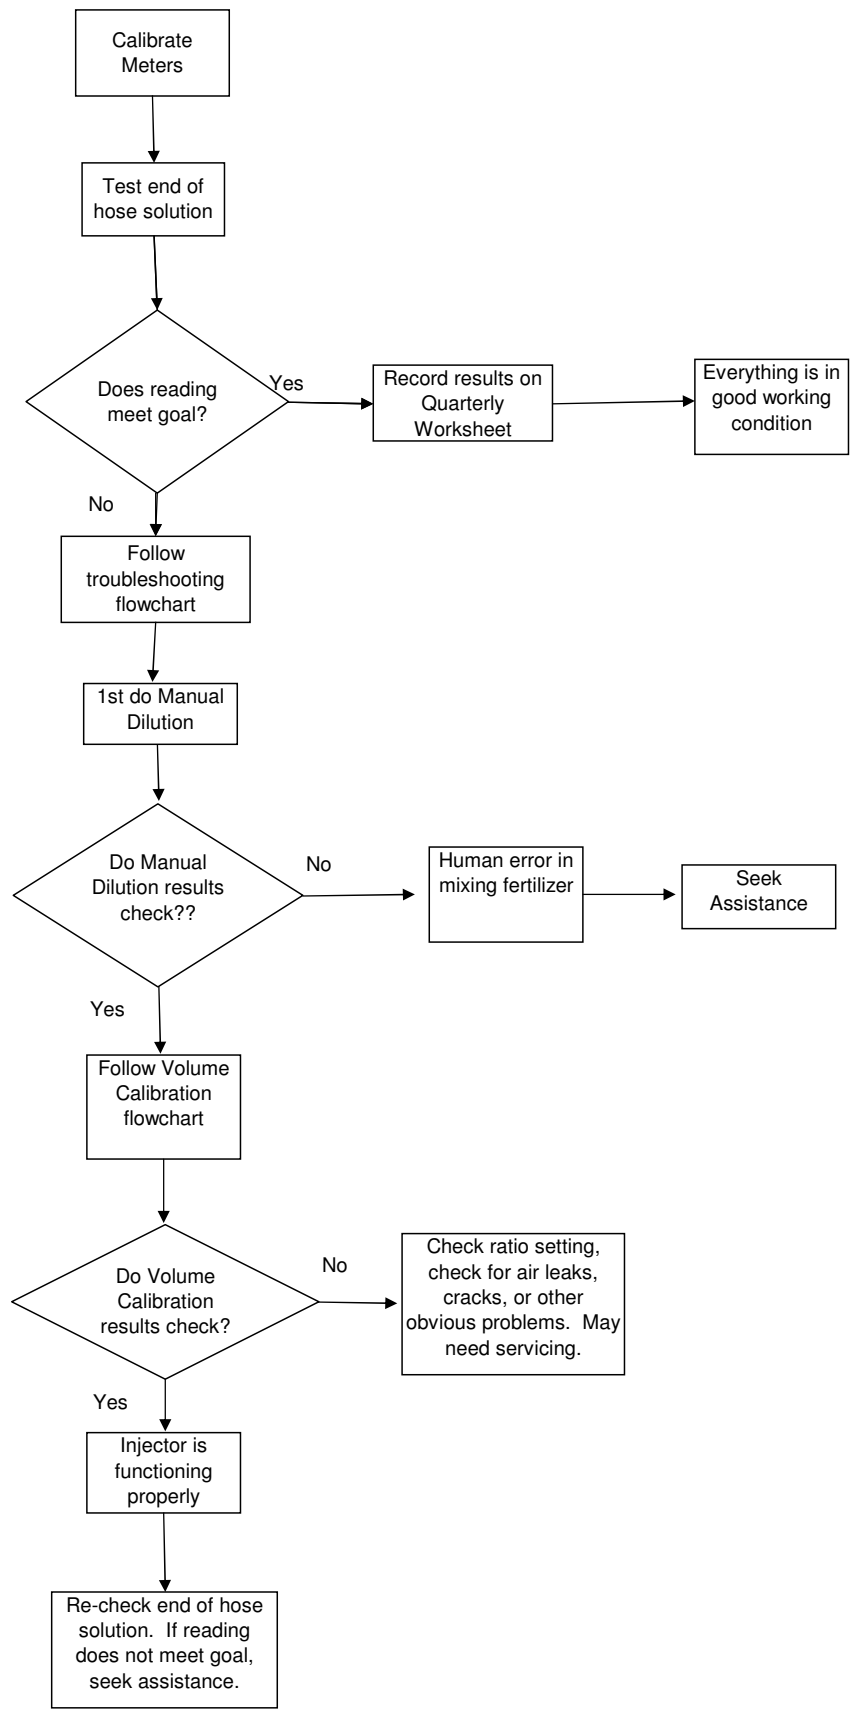 Calibrate
Meters
Test end of
hose solution
Does reading
meet goal?
Yes
Record results on
Quarterly
Worksheet
Everything is in
good working
condition
No
Follow
troubleshooting
flowchart
1st do Manual
Dilution
Do Manual
Dilution results
check??
No
Human error in
mixing fertilizer
Seek
Assistance
Yes
Follow Volume
Calibration
flowchart
Do Volume
Calibration
results check?
No
Check ratio setting,
check for air leaks,
cracks, or other
obvious problems.  May
need servicing.
Yes
Injector is
functioning
properly
Re-check end of hose
solution.  If reading
does not meet goal,
seek assistance.